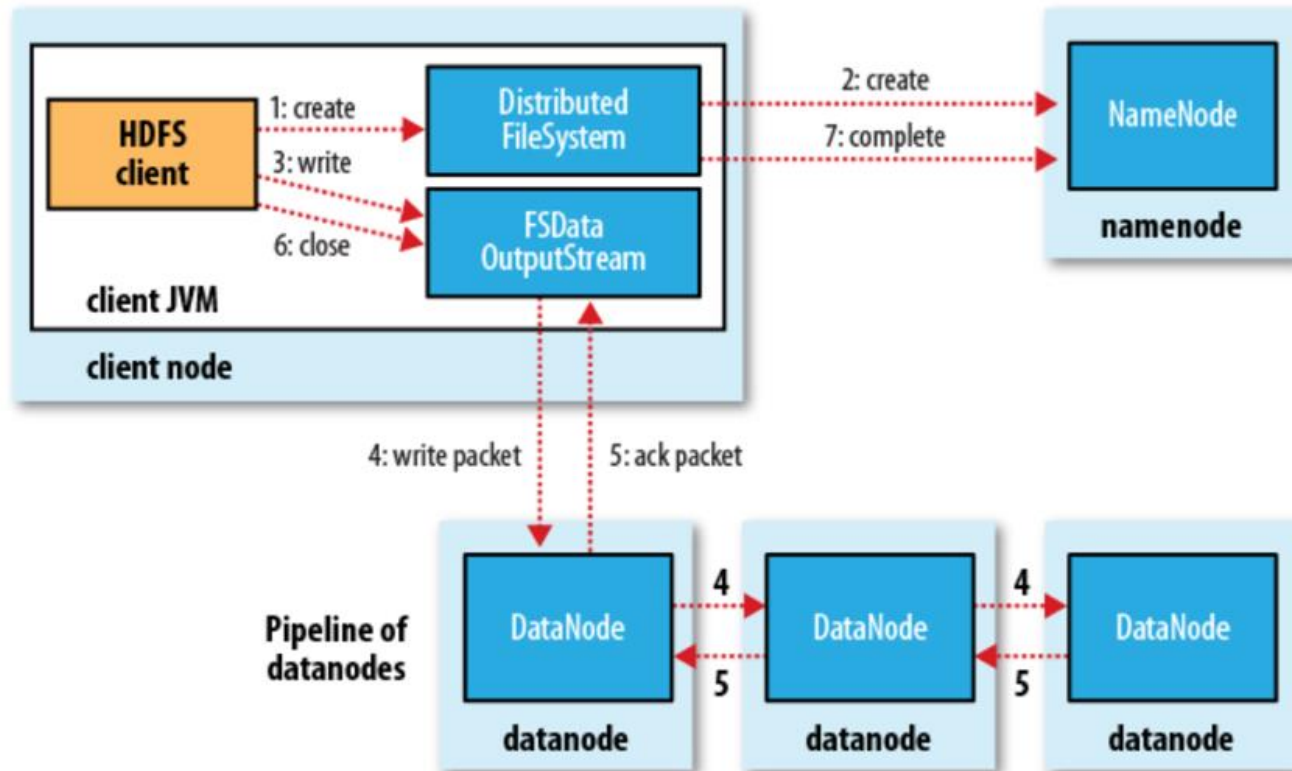 HDFS
client
1: create
3: write
6: close
Distributed
FileSystem
FSData
OutputStream
client JVM
client node
2: create
7: complete
NameNode
namenode
4: write packet
5: ack packet
Pipeline of
datanodes
DataNode
datanode
4
5
DataNode
datanode
4
5
DataNode
datanode